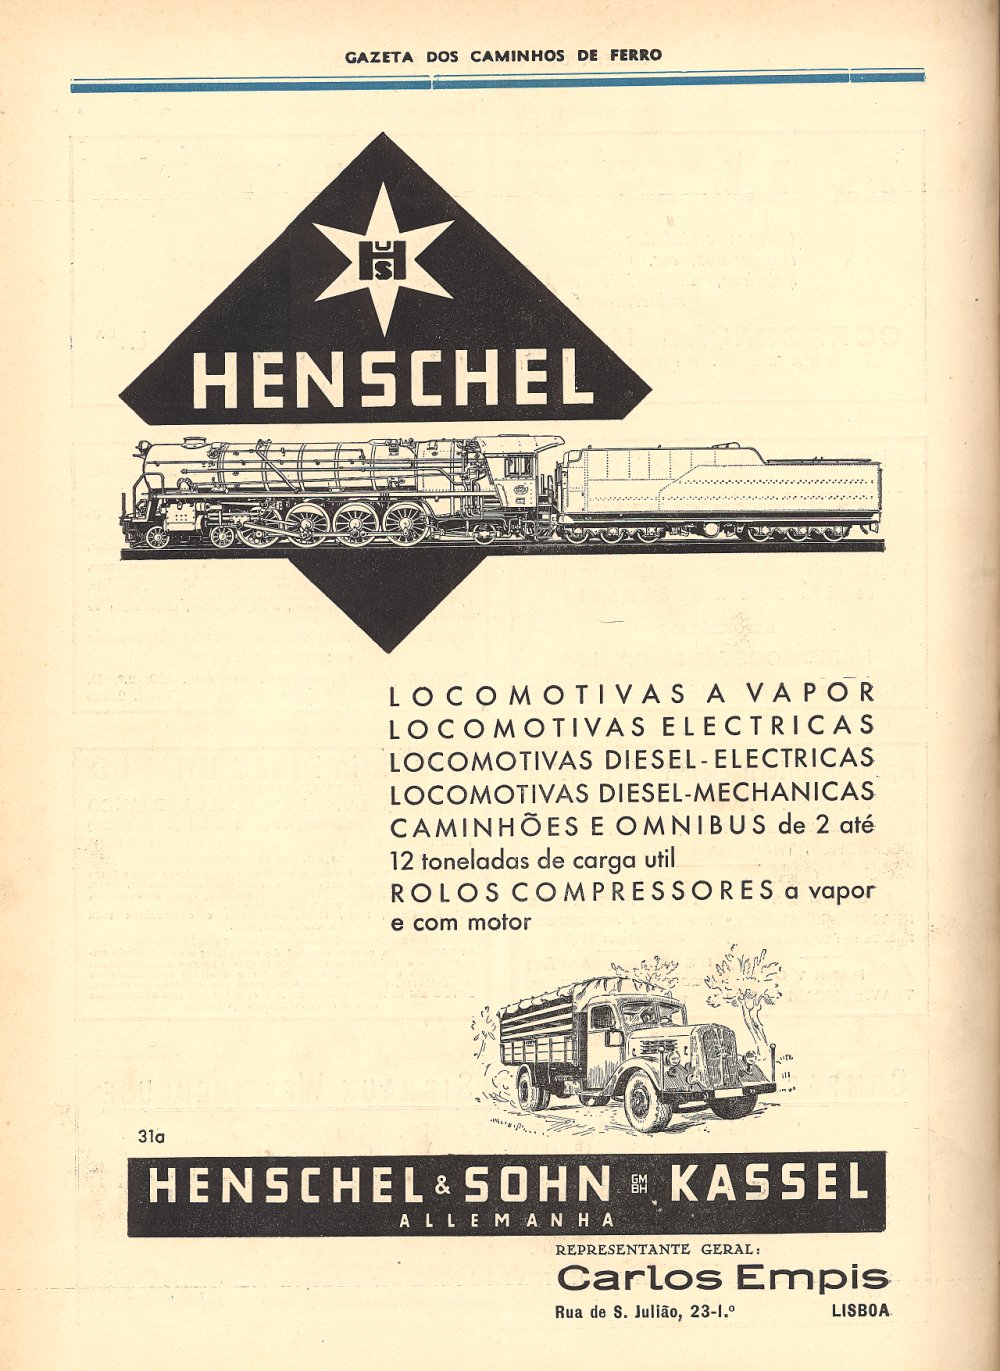 GAZETA DOS CAMINHOS DE FERRO
HUS
HENSCHEL
LOCOMOTIVAS A VAPOR
LOCOMOTIVAS ELECTRICAS
LOCOMOTIVAS DIESEL-ELECTRICAS
LOCOMOTIVAS DIESEL-MECHANICAS
CAMINHÕES E OMNIBUS de 2 até
12 toneladas de carga util
ROLOS COMPRESSORES a vapor
e com motor
31a
HENSCHEL & SOHN GMBH KASSEL
ALLEMANHA
REPRESENTANTE GERAL:
Carlos Empis
Rua de S. Julião, 23-1.º LISBOA